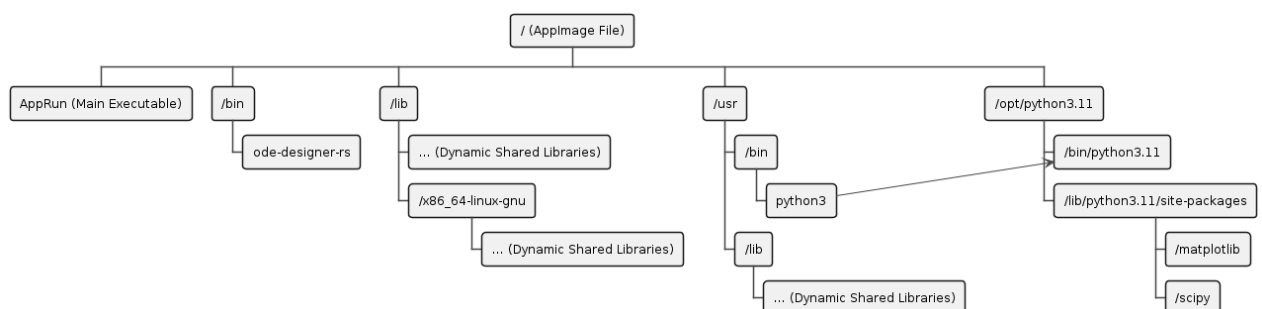 / (AppImage File)
AppRun (Main Executable)
/bin
/lib
/usr
/opt/python3.11
ode-designer-rs
... (Dynamic Shared Libraries)
/bin
/bin/python3.11
/x86_64-linux-gnu
python3
/lib/python3.11/site-packages
... (Dynamic Shared Libraries)
/lib
/matplotlib
... (Dynamic Shared Libraries)
/scipy